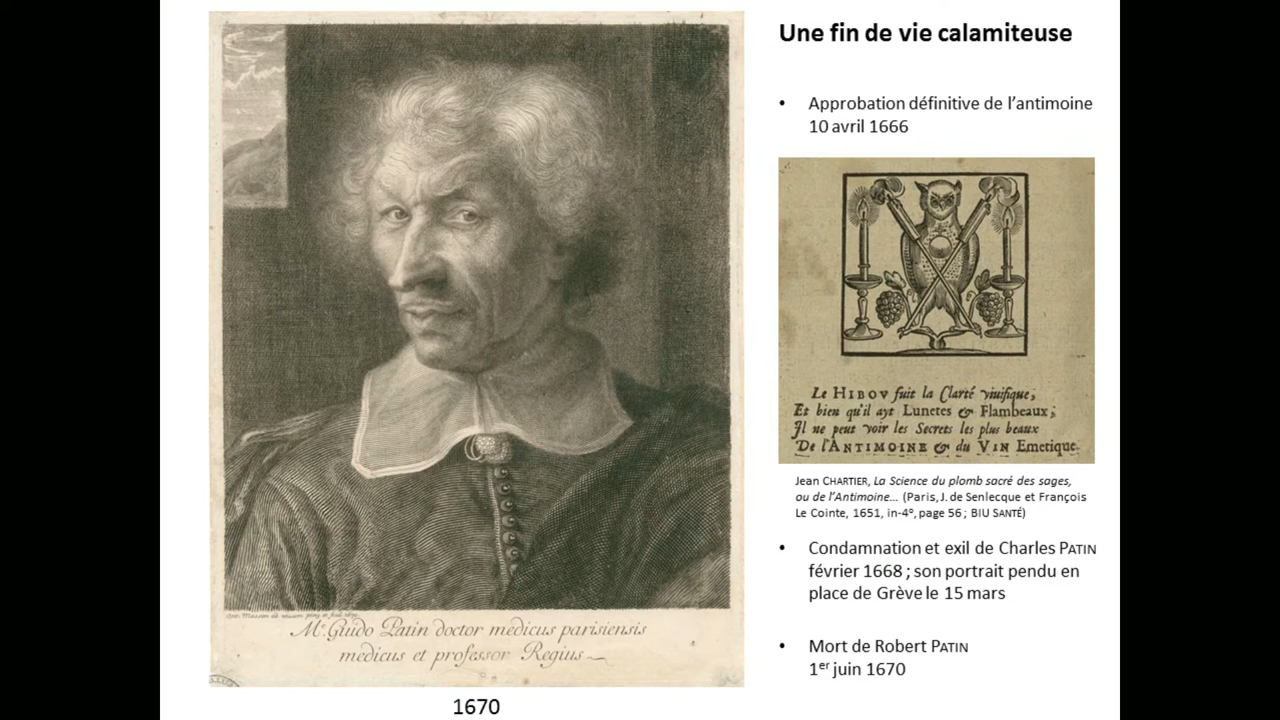 Une fin de vie calamiteuse
• Approbation définitive de l’antimoine
10 avril 1666
Le HIBOV fuit la Clarté viuifique,
Et bien qu'il ayt Lunetes & Flambeaux;
Il ne peut voir les Secrets les plus beaux
De l'ANTIMOINE & du VIN Emetique.
Jean CHARTIER, La Science du plomb sacré des sages,
ou de l’Antimoine… (Paris, J. de Senlecque et François
Le Cointe, 1651, in-4º, page 56 ; BIU SANTÉ)
• Condamnation et exil de Charles PATIN
février 1668 ; son portrait pendu en
place de Grève le 15 mars
• Mort de Robert PATIN
1er juin 1670
Mr. Guido Patin doctor medicus parisiensis
medicus et professor Regius
1670